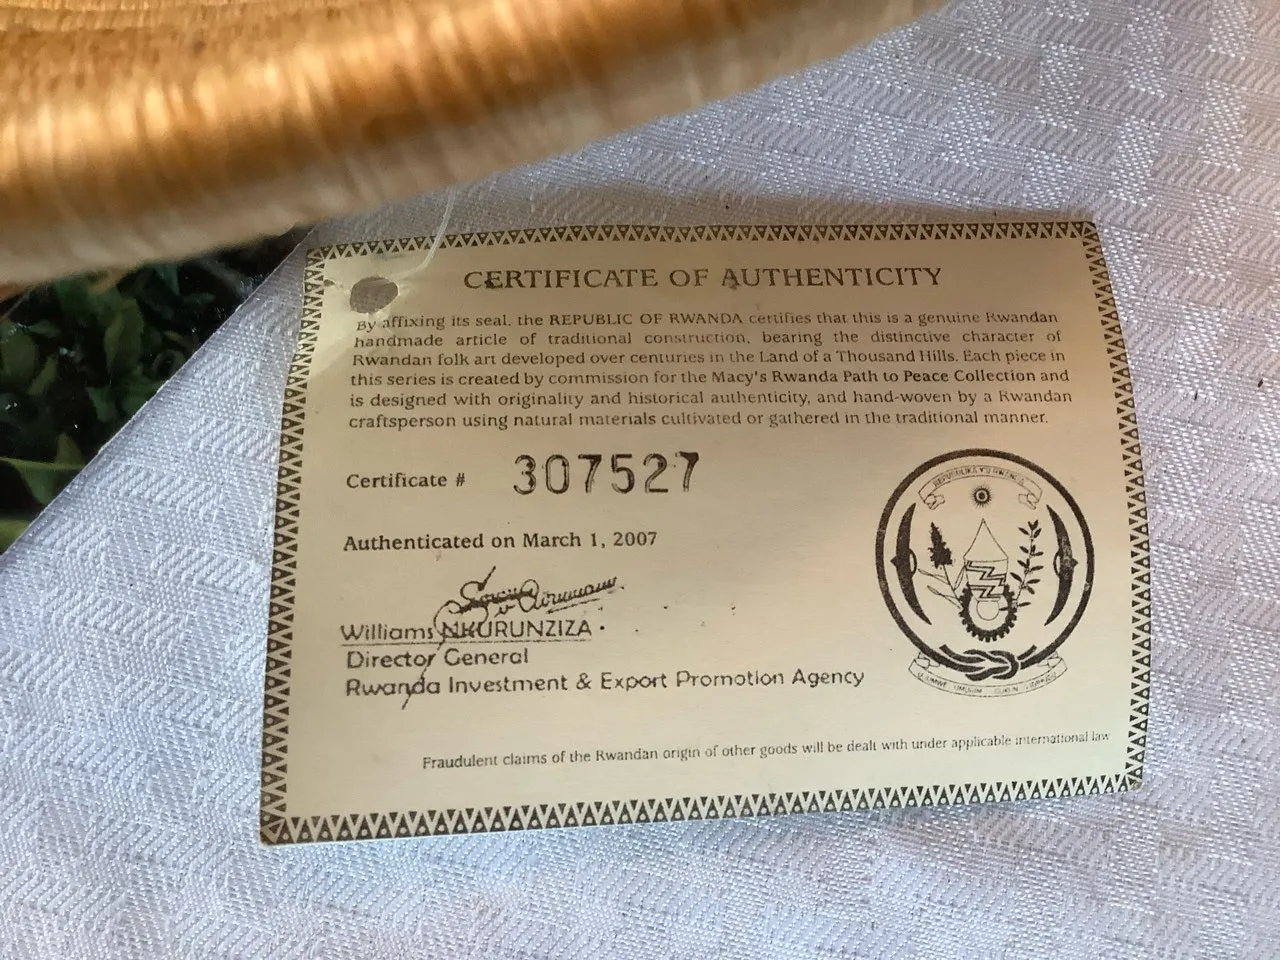 CERTIFICATE OF AUTHENTICITY
By affixing its seal, the REPUBLIC OF RWANDA certifies that this is a genuine Rwandan
handmade article of traditional construction, bearing the distinctive character of
Rwandan folk art developed over centuries in the Land of a Thousand Hills. Each piece in
this series is created by commission for the Macy's Rwanda Path to Peace Collection and
is designed with originality and historical authenticity, and hand-woven by a Rwandan
craftsperson using natural materials cultivated or gathered in the traditional manner.
Certificate # 307527
Authenticated on March 1, 2007
Williams NKURUNZIZA
Director General
Rwanda Investment & Export Promotion Agency
Fraudulent claims of the Rwandan origin of other goods will be dealt with under applicable international law